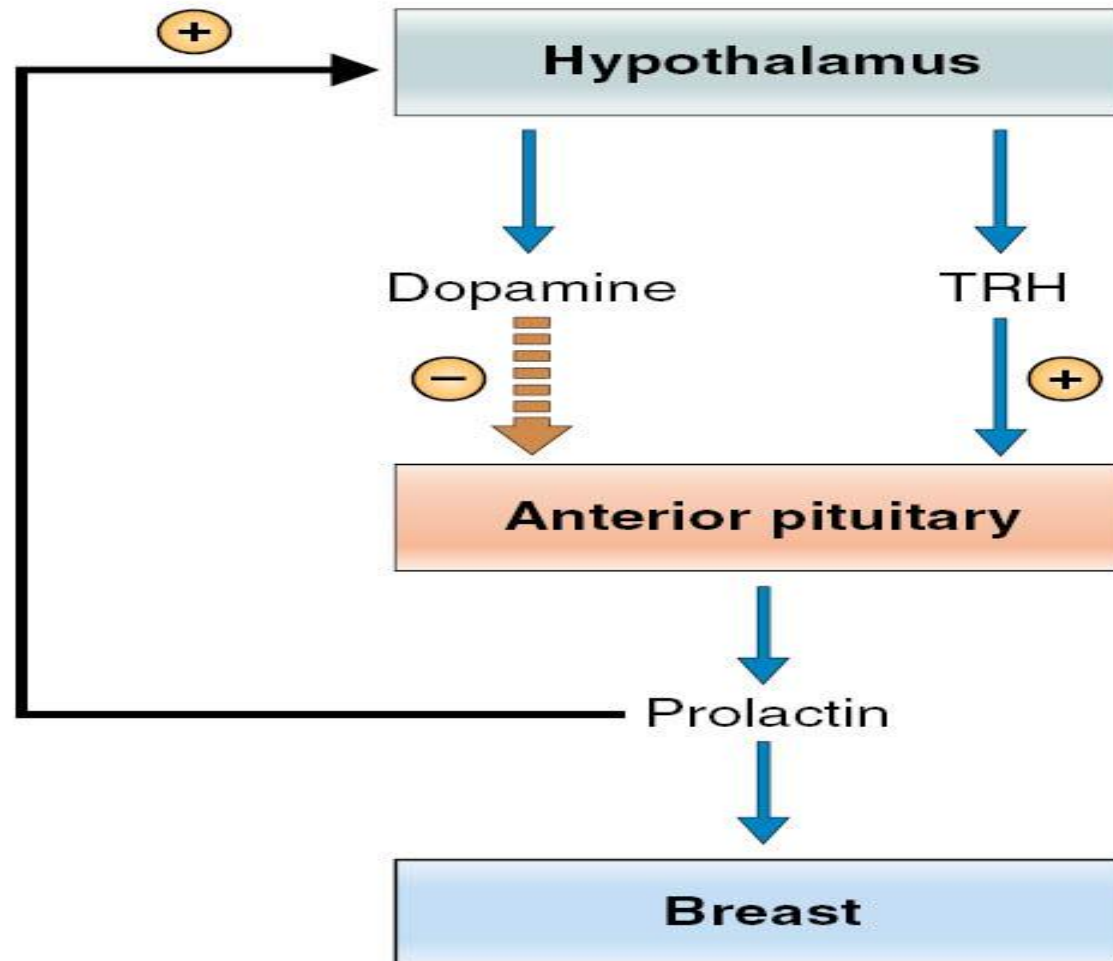 +
Hypothalamus
Dopamine TRH
− +
Anterior pituitary
Prolactin
Breast